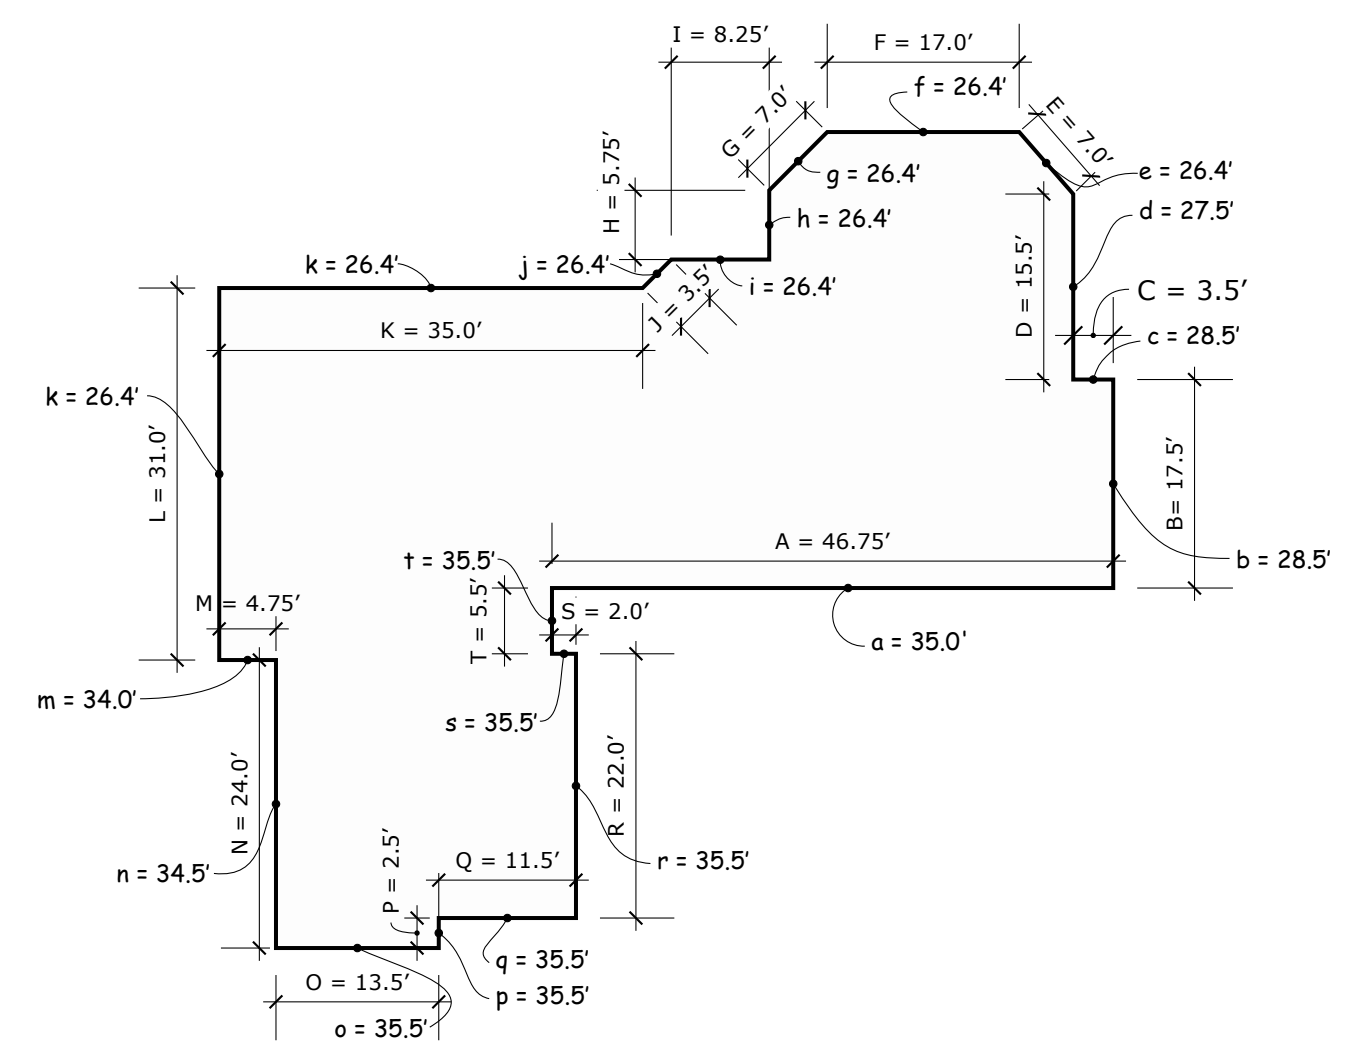 I = 8.25′
F = 17.0′
f = 26.4′
G = 7.0′
E = 7.0′
H = 5.75′
g = 26.4′
e = 26.4′
h = 26.4′
d = 27.5′
k = 26.4′
j = 26.4′
J = 3.5′
i = 26.4′
D = 15.5′
C = 3.5′
K = 35.0′
c = 28.5′
k = 26.4′
L = 31.0′
B= 17.5′
A = 46.75′
t = 35.5′
b = 28.5′
M = 4.75′
T = 5.5′
S = 2.0′
a = 35.0'
m = 34.0′
s = 35.5′
N = 24.0′
R = 22.0′
P = 2.5′
Q = 11.5′
r = 35.5′
n = 34.5′
q = 35.5′
O = 13.5′
p = 35.5′
o = 35.5′